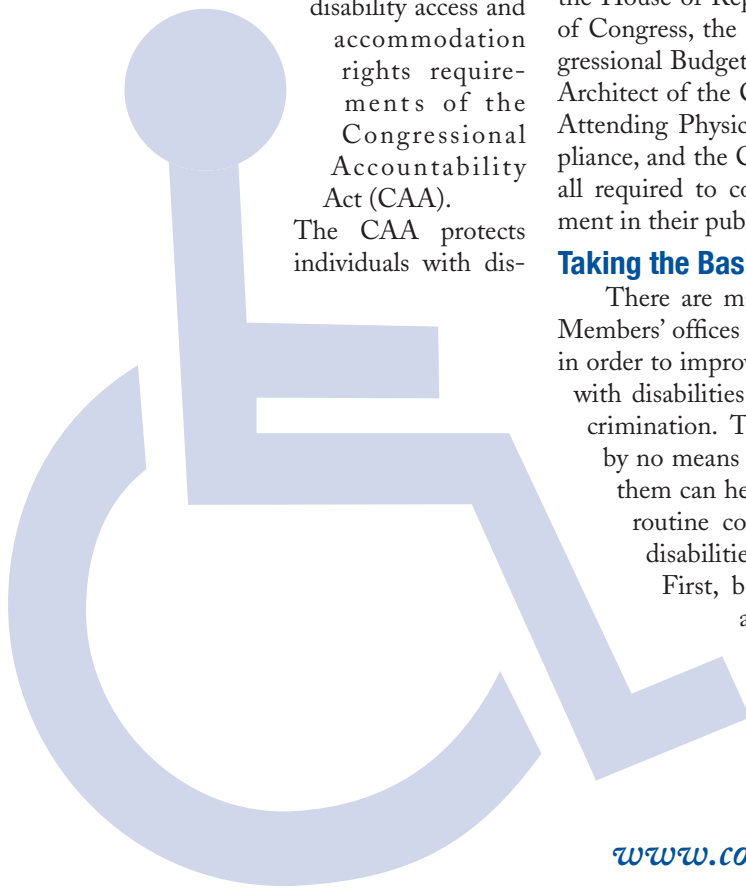 disability access and
accommodation
rights require-
ments of the
Congressional
Accountability
Act (CAA).
The CAA protects
individuals with dis-
the House of Rep
of Congress, the
gressional Budget
Architect of the C
Attending Physic
pliance, and the C
all required to co
ment in their pub
Taking the Bas
There are m
Members’ offices
in order to improv
with disabilities
crimination. T
by no means
them can he
routine co
disabilitie
First, b
a
www.co